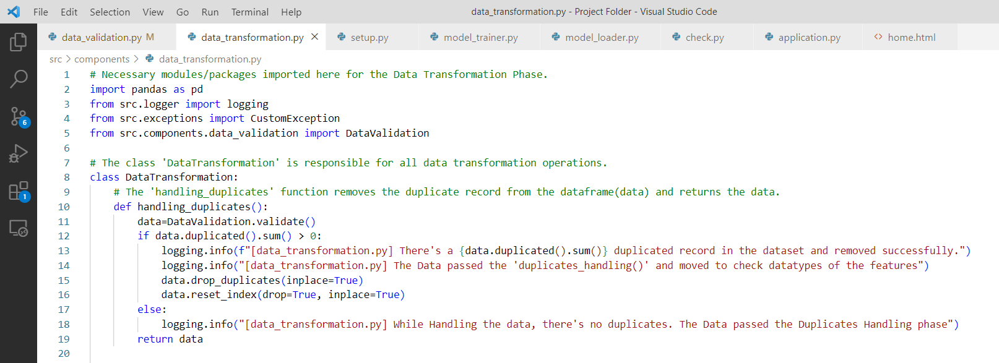 File Edit Selection View Go Run Terminal Help
data_transformation.py - Project Folder - Visual Studio Code
data_validation.py M data_transformation.py setup.py model_trainer.py model_loader.py check.py application.py home.html
src > components > data_transformation.py
6
1
1 # Necessary modules/packages imported here for the Data Transformation Phase.
2 import pandas as pd
3 from src.logger import logging
4 from src.exceptions import CustomException
5 from src.components.data_validation import DataValidation
6
7 # The class 'DataTransformation' is responsible for all data transformation operations.
8 class DataTransformation:
9 # The 'handling_duplicates' function removes the duplicate record from the dataframe(data) and returns the data.
10 def handling_duplicates():
11 data=DataValidation.validate()
12 if data.duplicated().sum() > 0:
13 logging.info(f"[data_transformation.py] There's a {data.duplicated().sum()} duplicated record in the dataset and removed successfully.")
14 logging.info("[data_transformation.py] The Data passed the 'duplicates_handling()' and moved to check datatypes of the features")
15 data.drop_duplicates(inplace=True)
16 data.reset_index(drop=True, inplace=True)
17 else:
18 logging.info("[data_transformation.py] While Handling the data, there's no duplicates. The Data passed the Duplicates Handling phase")
19 return data
20